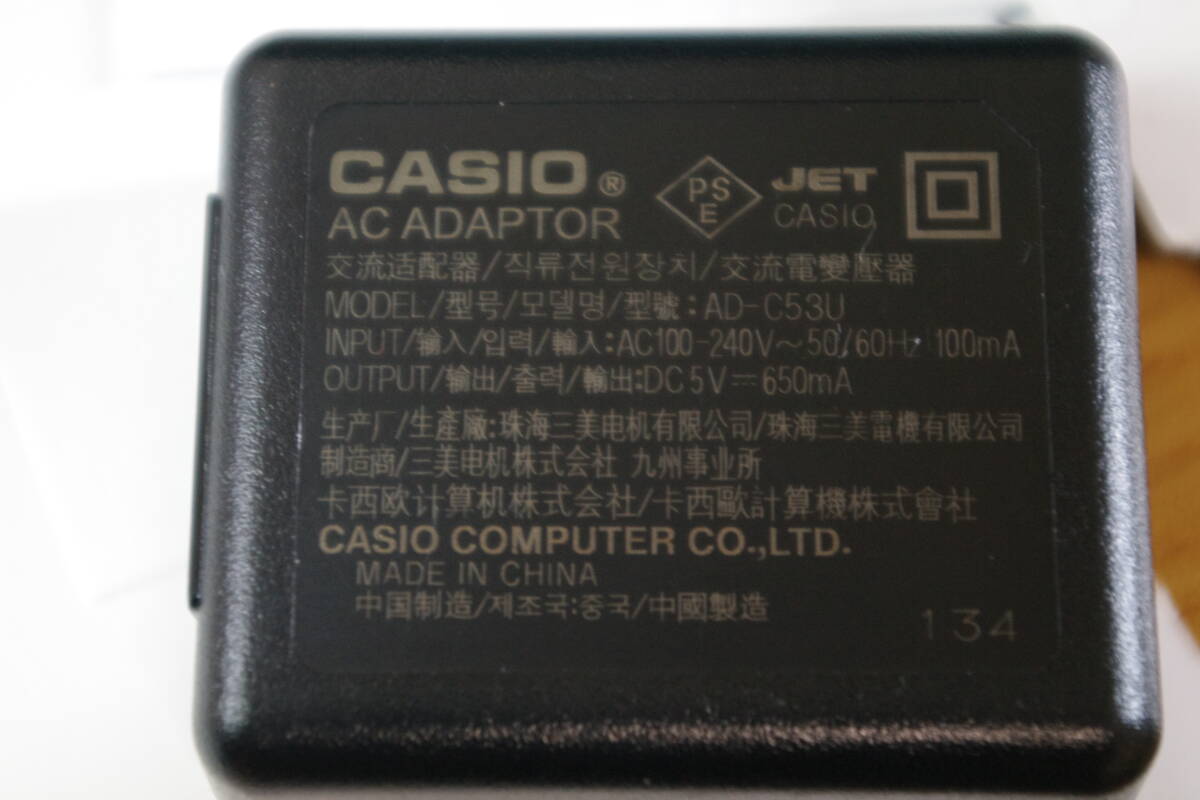 CASIO® PSE JET
AC ADAPTOR CASIO
交流适配器/직류전원장치/交流電變壓器
MODEL/型号/모델명/型號:AD-C53U
INPUT/输入/입력/輸入:AC100-240V~50/60Hz 100mA
OUTPUT/输出/출력/輸出:DC5V⎓650mA
生产厂/生產廠:珠海三美电机有限公司/珠海三美電機有限公司
制造商/三美电机株式会社 九州事业所
卡西欧计算机株式会社/卡西歐計算機株式會社
CASIO COMPUTER CO.,LTD.
MADE IN CHINA
中国制造/제조국:중국/中國製造
134